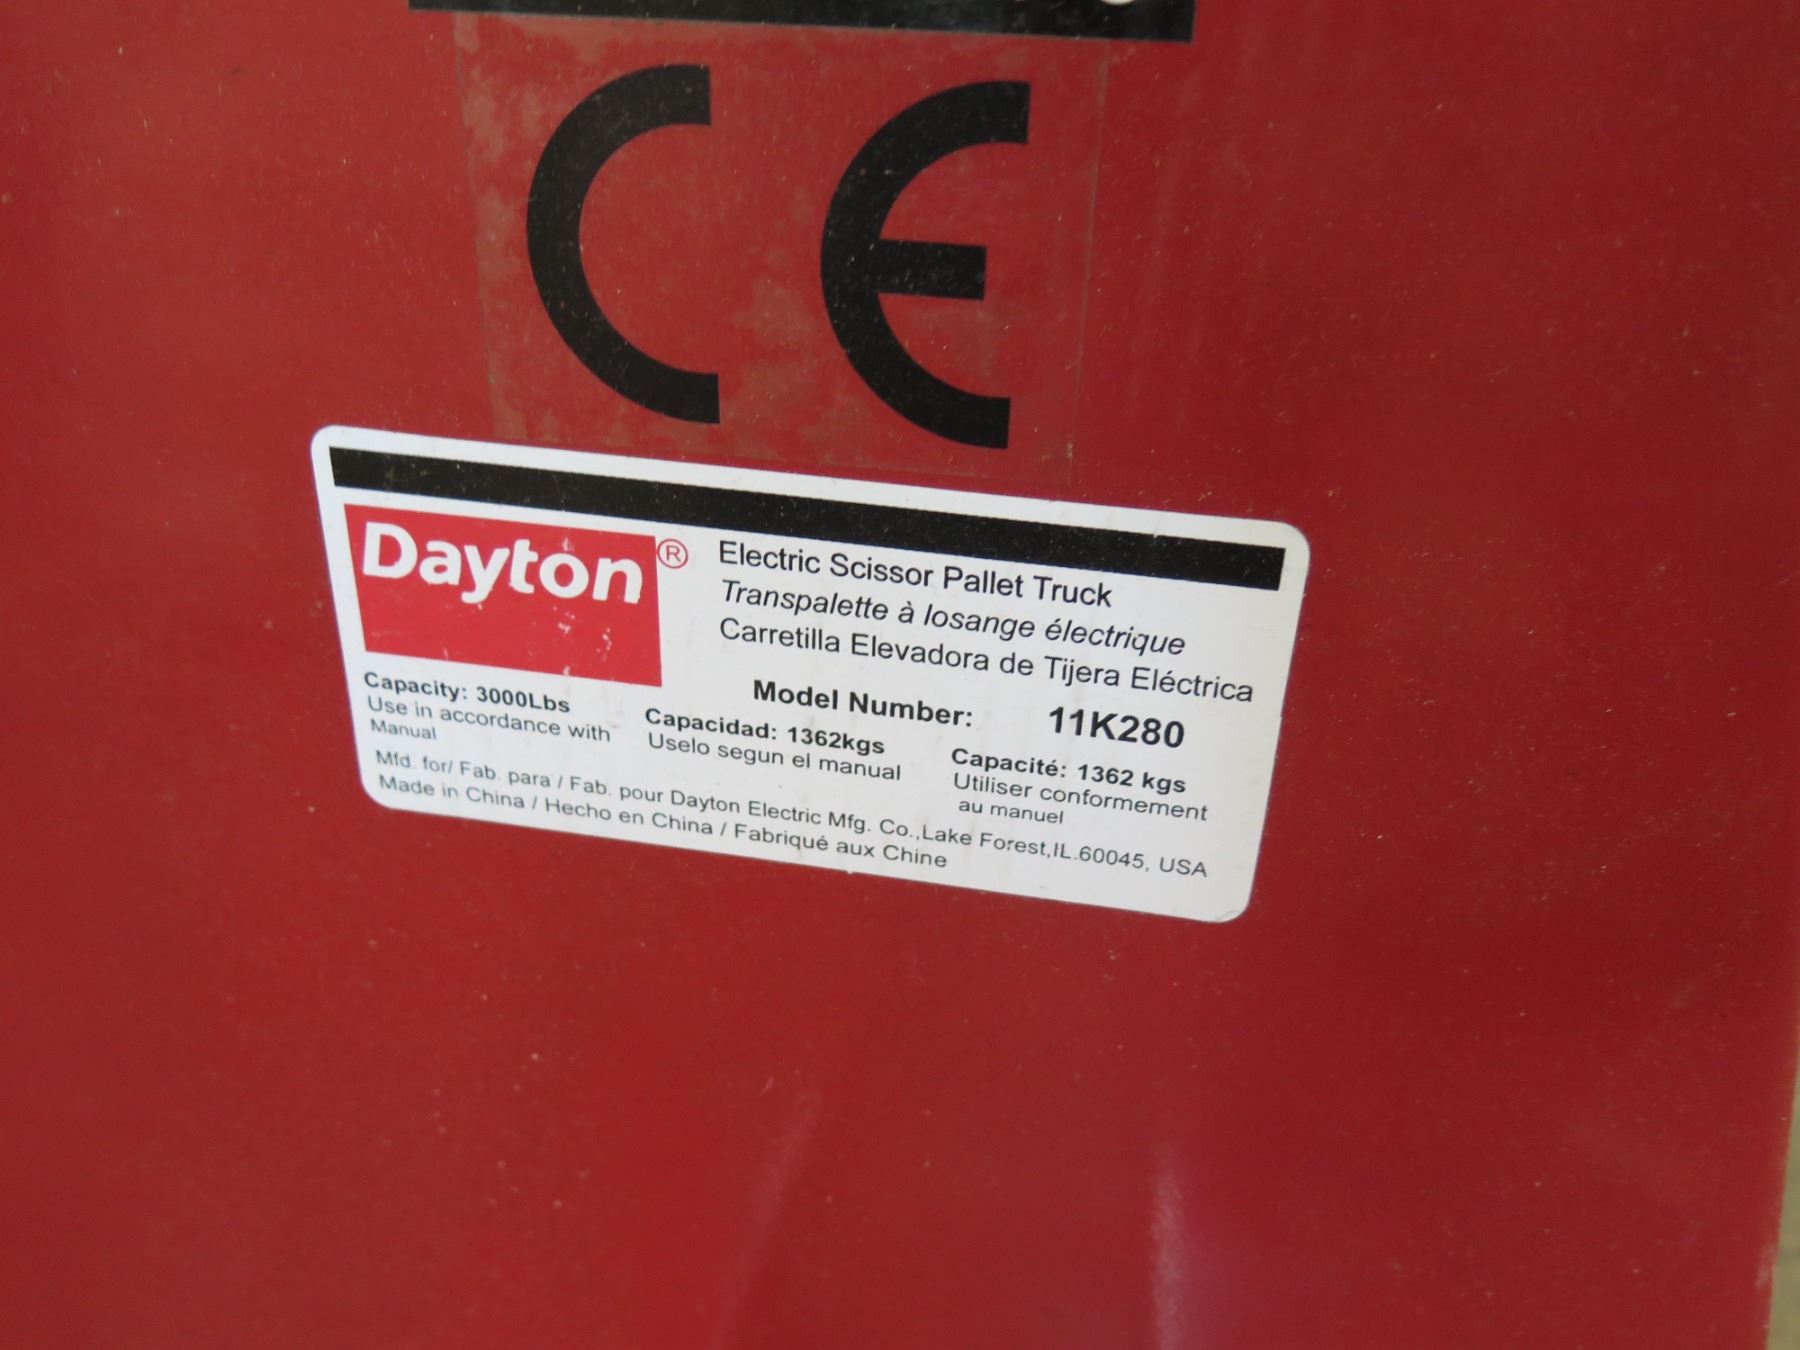 CE
Dayton®
Electric Scissor Pallet Truck
Transpalette à losange électrique
Carretilla Elevadora de Tijera Eléctrica
Model Number: 11K280
Capacity: 3000Lbs
Use in accordance with
Manual
Capacidad: 1362kgs
Uselo segun el manual
Capacité: 1362 kgs
Utiliser conformement
au manuel
Mfd. for/ Fab. para / Fab. pour Dayton Electric Mfg. Co.,Lake Forest,IL.60045, USA
Made in China / Hecho en China / Fabriqué aux Chine